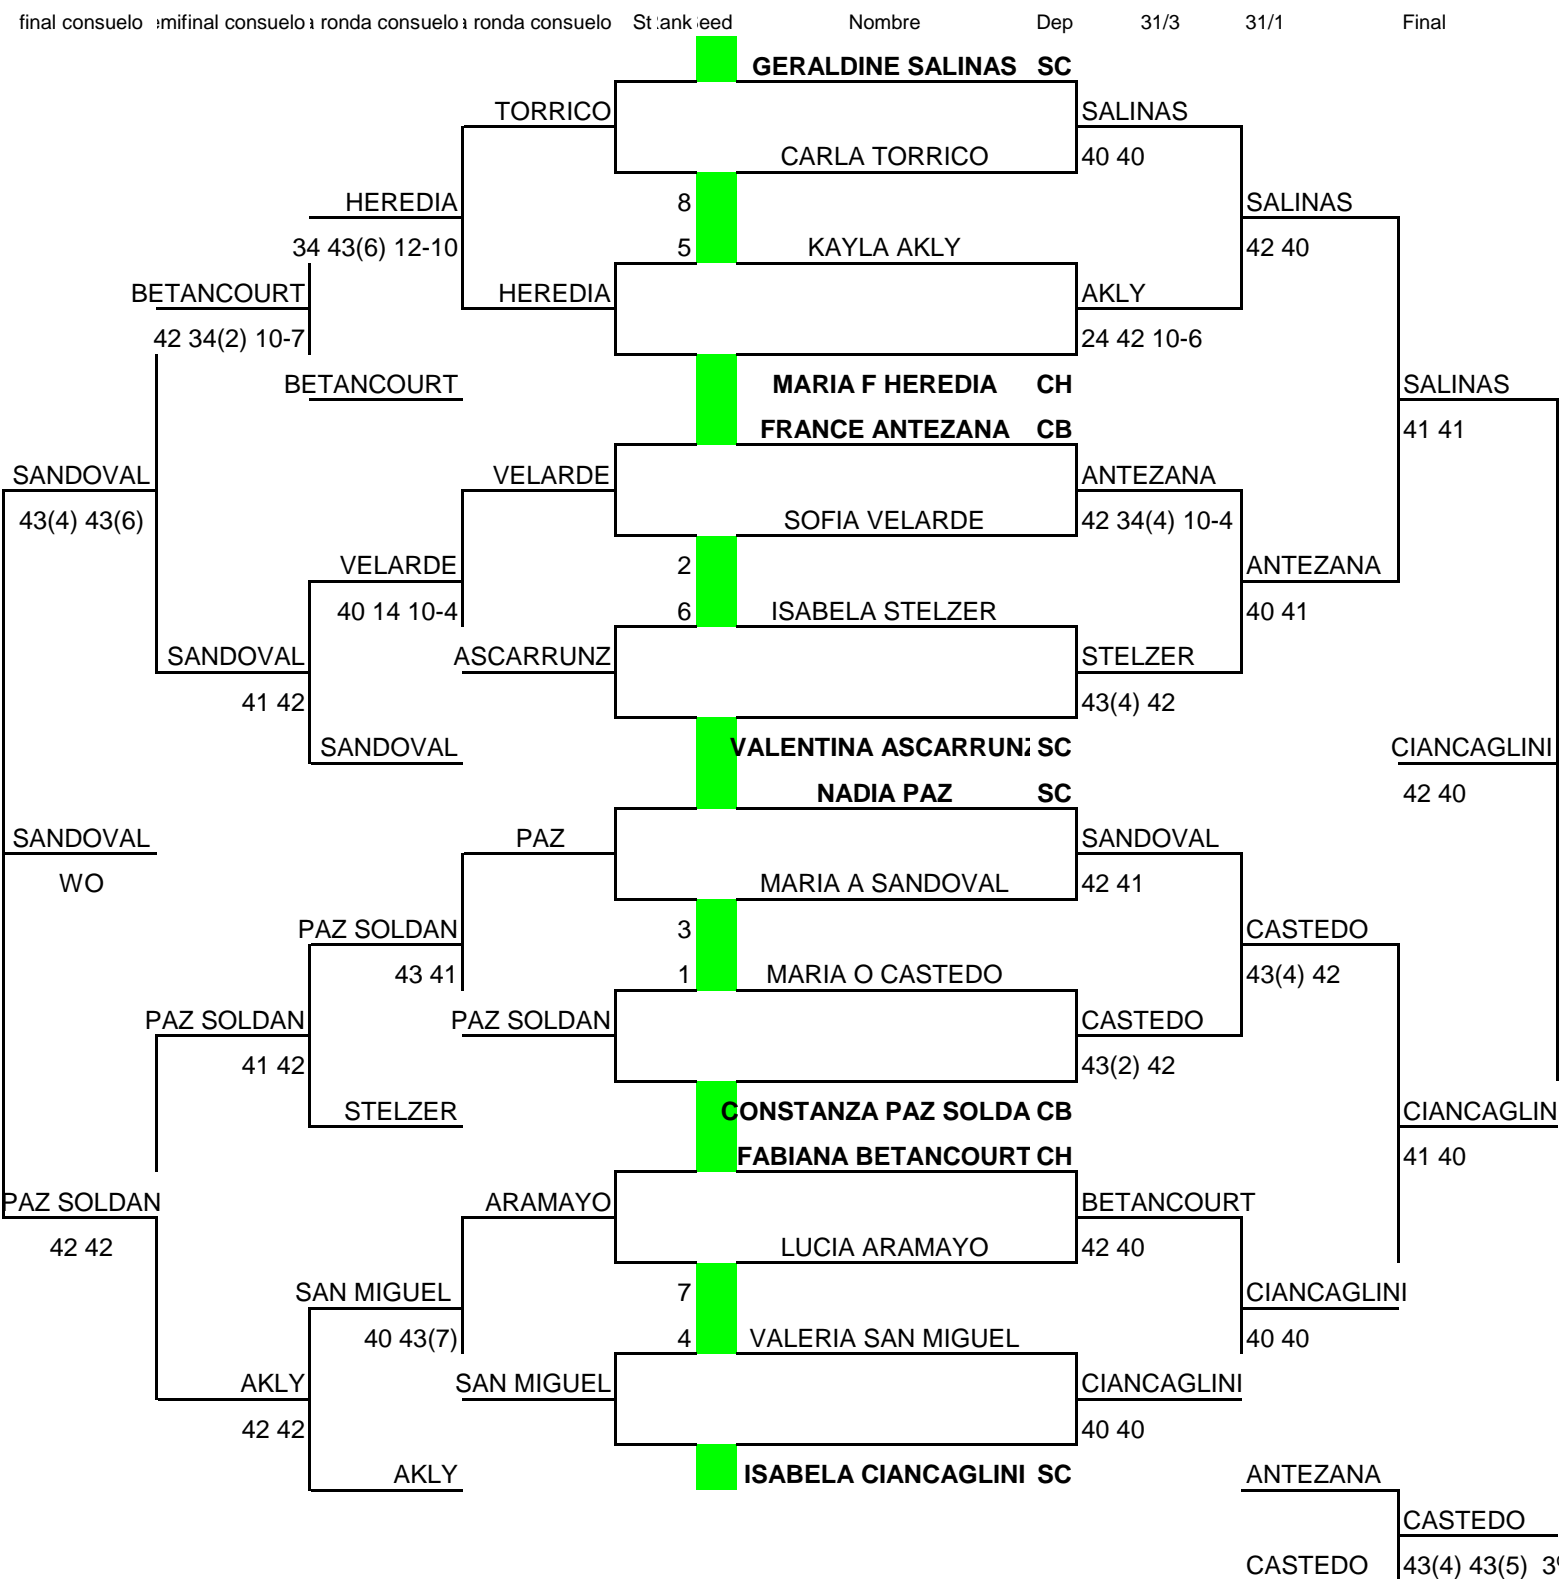 final consuelo emifinal consuelo a ronda consuelo a ronda consuelo St ank eed Nombre Dep 31/3 31/1 Final
GERALDINE SALINAS SC
TORRICO SALINAS
CARLA TORRICO 40 40
HEREDIA 8 SALINAS
34 43(6) 12-10 5 KAYLA AKLY 42 40
BETANCOURT HEREDIA AKLY
42 34(2) 10-7 24 42 10-6
BETANCOURT MARIA F HEREDIA CH SALINAS
FRANCE ANTEZANA CB 41 41
SANDOVAL VELARDE ANTEZANA
43(4) 43(6) SOFIA VELARDE 42 34(4) 10-4
VELARDE 2 ANTEZANA
40 14 10-4 6 ISABELA STELZER 40 41
SANDOVAL ASCARRUNZ STELZER
41 42 43(4) 42
SANDOVAL VALENTINA ASCARRUNZ SC CIANCAGLINI
NADIA PAZ SC 42 40
SANDOVAL PAZ SANDOVAL
WO MARIA A SANDOVAL 42 41
PAZ SOLDAN 3 CASTEDO
43 41 1 MARIA O CASTEDO 43(4) 42
PAZ SOLDAN PAZ SOLDAN CASTEDO
41 42 43(2) 42
STELZER CONSTANZA PAZ SOLDA CB CIANCAGLIN
FABIANA BETANCOURT CH 41 40
PAZ SOLDAN ARAMAYO BETANCOURT
42 42 LUCIA ARAMAYO 42 40
SAN MIGUEL 7 CIANCAGLINI
40 43(7) 4 VALERIA SAN MIGUEL 40 40
AKLY SAN MIGUEL CIANCAGLINI
42 42 40 40
AKLY ISABELA CIANCAGLINI SC ANTEZANA
CASTEDO
CASTEDO 43(4) 43(5) 3º